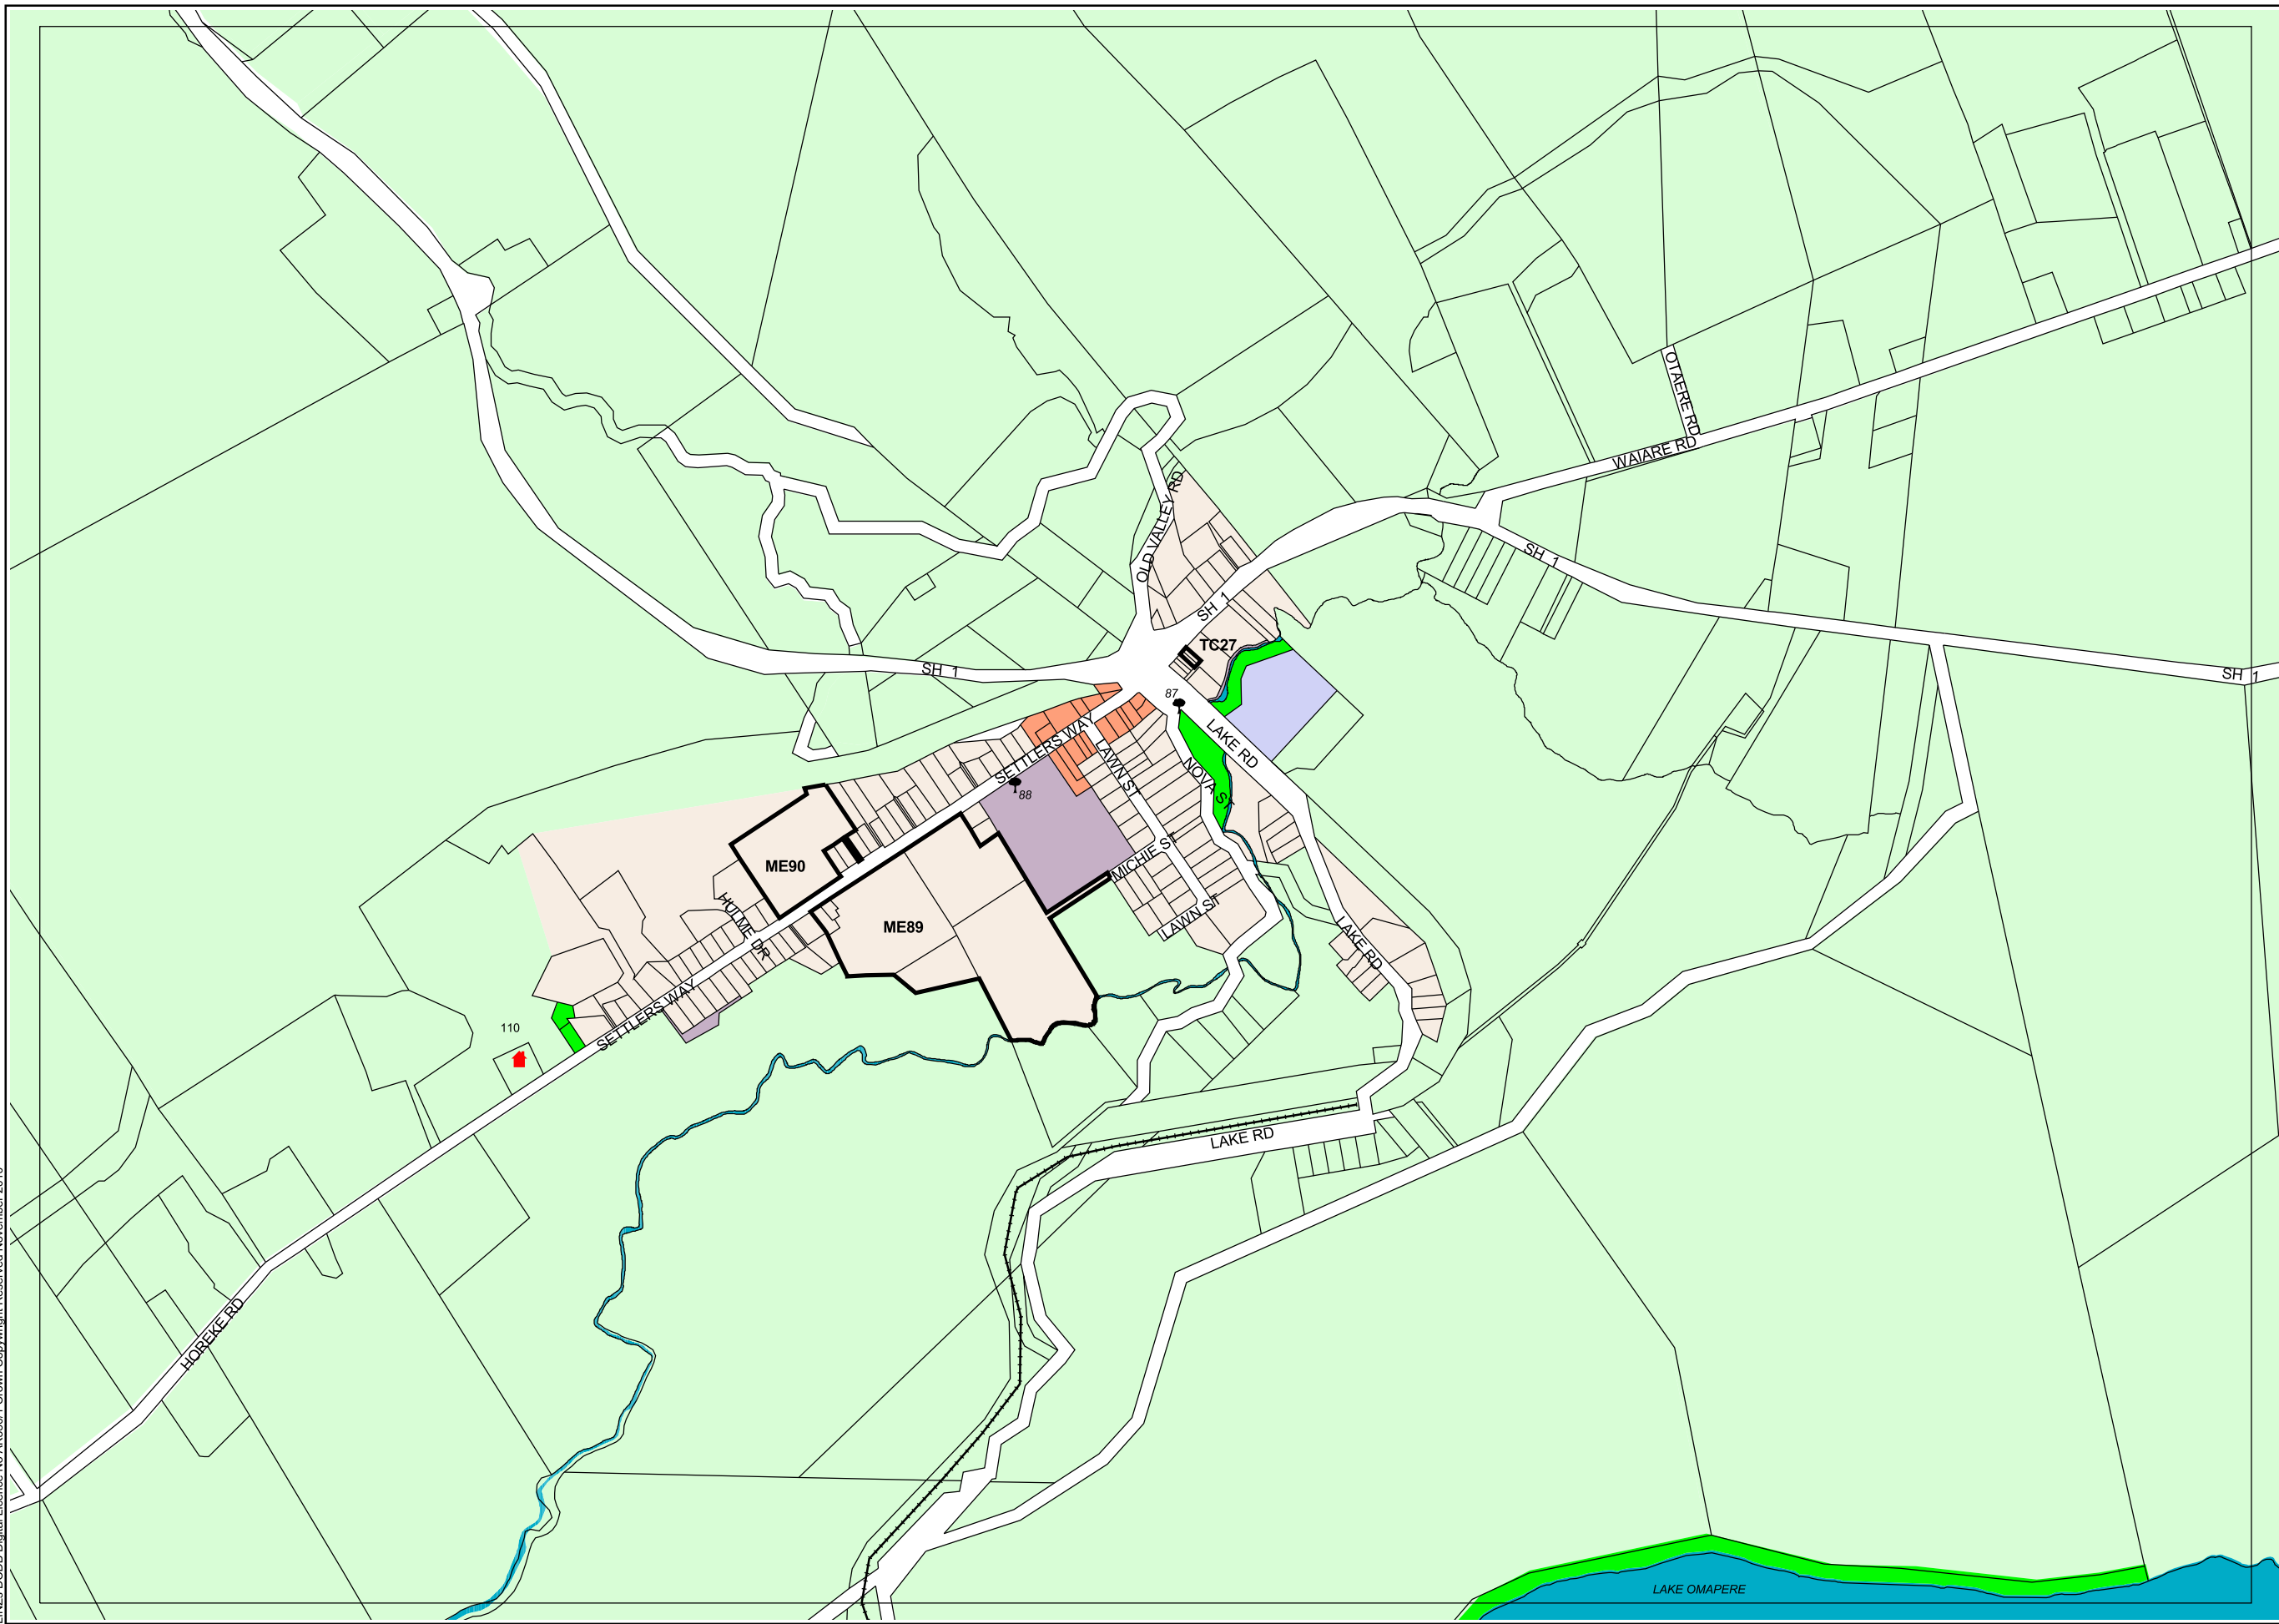 OTAERE RD
WAIARE RD
OLD VALLEY RD
SH 1
SH 1
TC27
SH 1
SH 1
87
LAKE RD
SETTLERS WAY
LAWN ST
NOVA ST
88
MICHIE ST
ME90
HULME DR
ME89
LAWN ST
LAKE RD
SETTLERS WAY
110
LAKE RD
HOREKE RD
LAKE OMAPERE